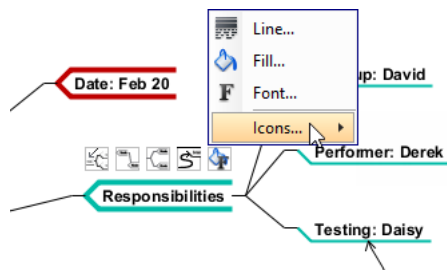 Line...
Fill...
Font...
Icons...
Date: Feb 20
up: David
Performer: Derek
Responsibilities
Testing: Daisy